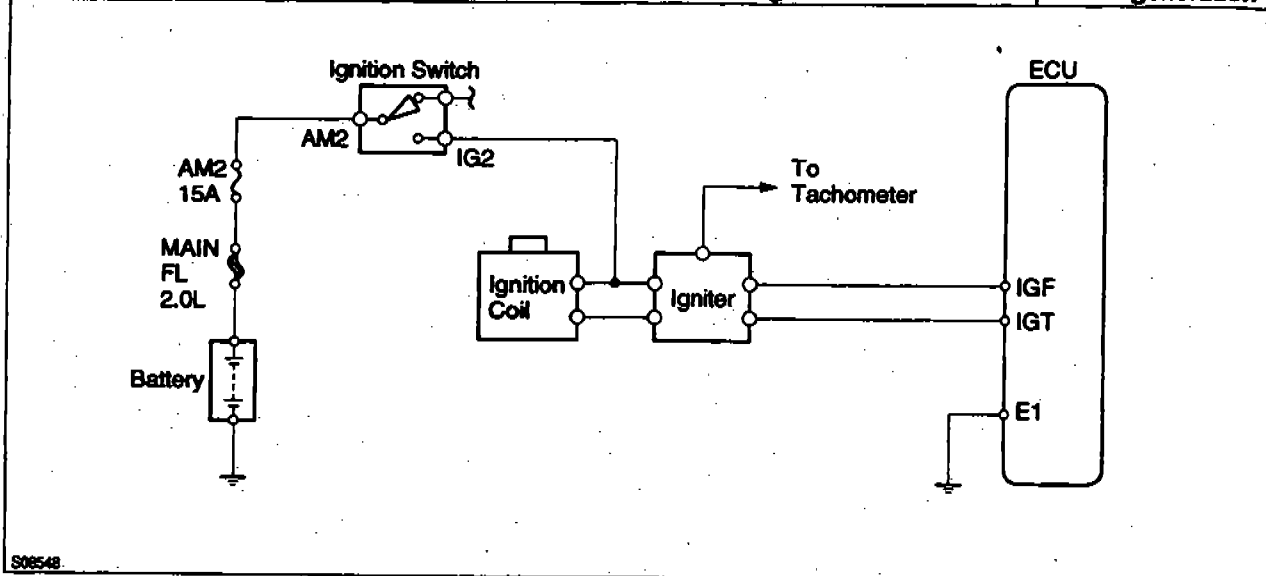 Ignition Switch
ECU
AM2
IG2
AM2
15A
To
Tachometer
MAIN
FL
2.0L
Ignition
Coil
Igniter
IGF
IGT
Battery
E1